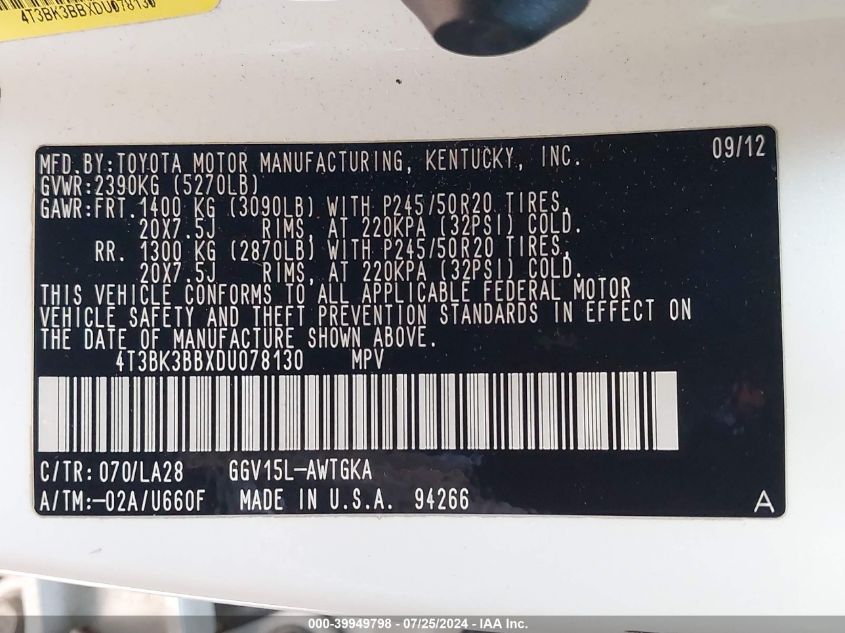 4T3BK3BBXDU078130
MFD.BY:TOYOTA MOTOR MANUFACTURING, KENTUCKY, INC. 09/12
GVWR:2390KG (5270LB)
GAWR:FRT.1400 KG (3090LB) WITH P245/50R20 TIRES,
20X7.5J RIMS, AT 220KPA (32PSI) COLD.
RR. 1300 KG (2870LB) WITH P245/50R20 TIRES,
20X7.5J RIMS, AT 220KPA (32PSI) COLD.
THIS VEHICLE CONFORMS TO ALL APPLICABLE FEDERAL MOTOR
VEHICLE SAFETY AND THEFT PREVENTION STANDARDS IN EFFECT ON
THE DATE OF MANUFACTURE SHOWN ABOVE.
4T3BK3BBXDU078130 MPV
C/TR: 070/LA28 GGV15L-AWTGKA
A/TM:-02A/U660F MADE IN U.S.A. 94266 A
000-39949798 - 07/25/2024 - IAA Inc.